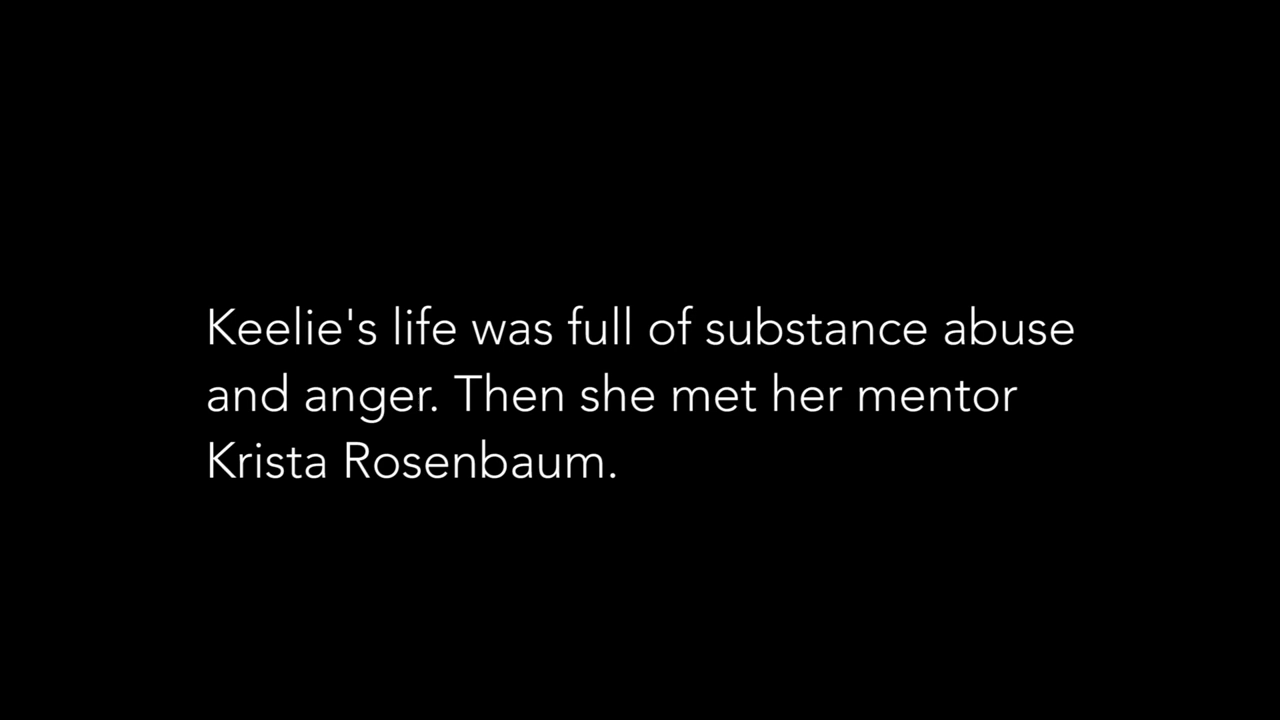 Keelie's life was full of substance abuse
and anger. Then she met her mentor
Krista Rosenbaum.